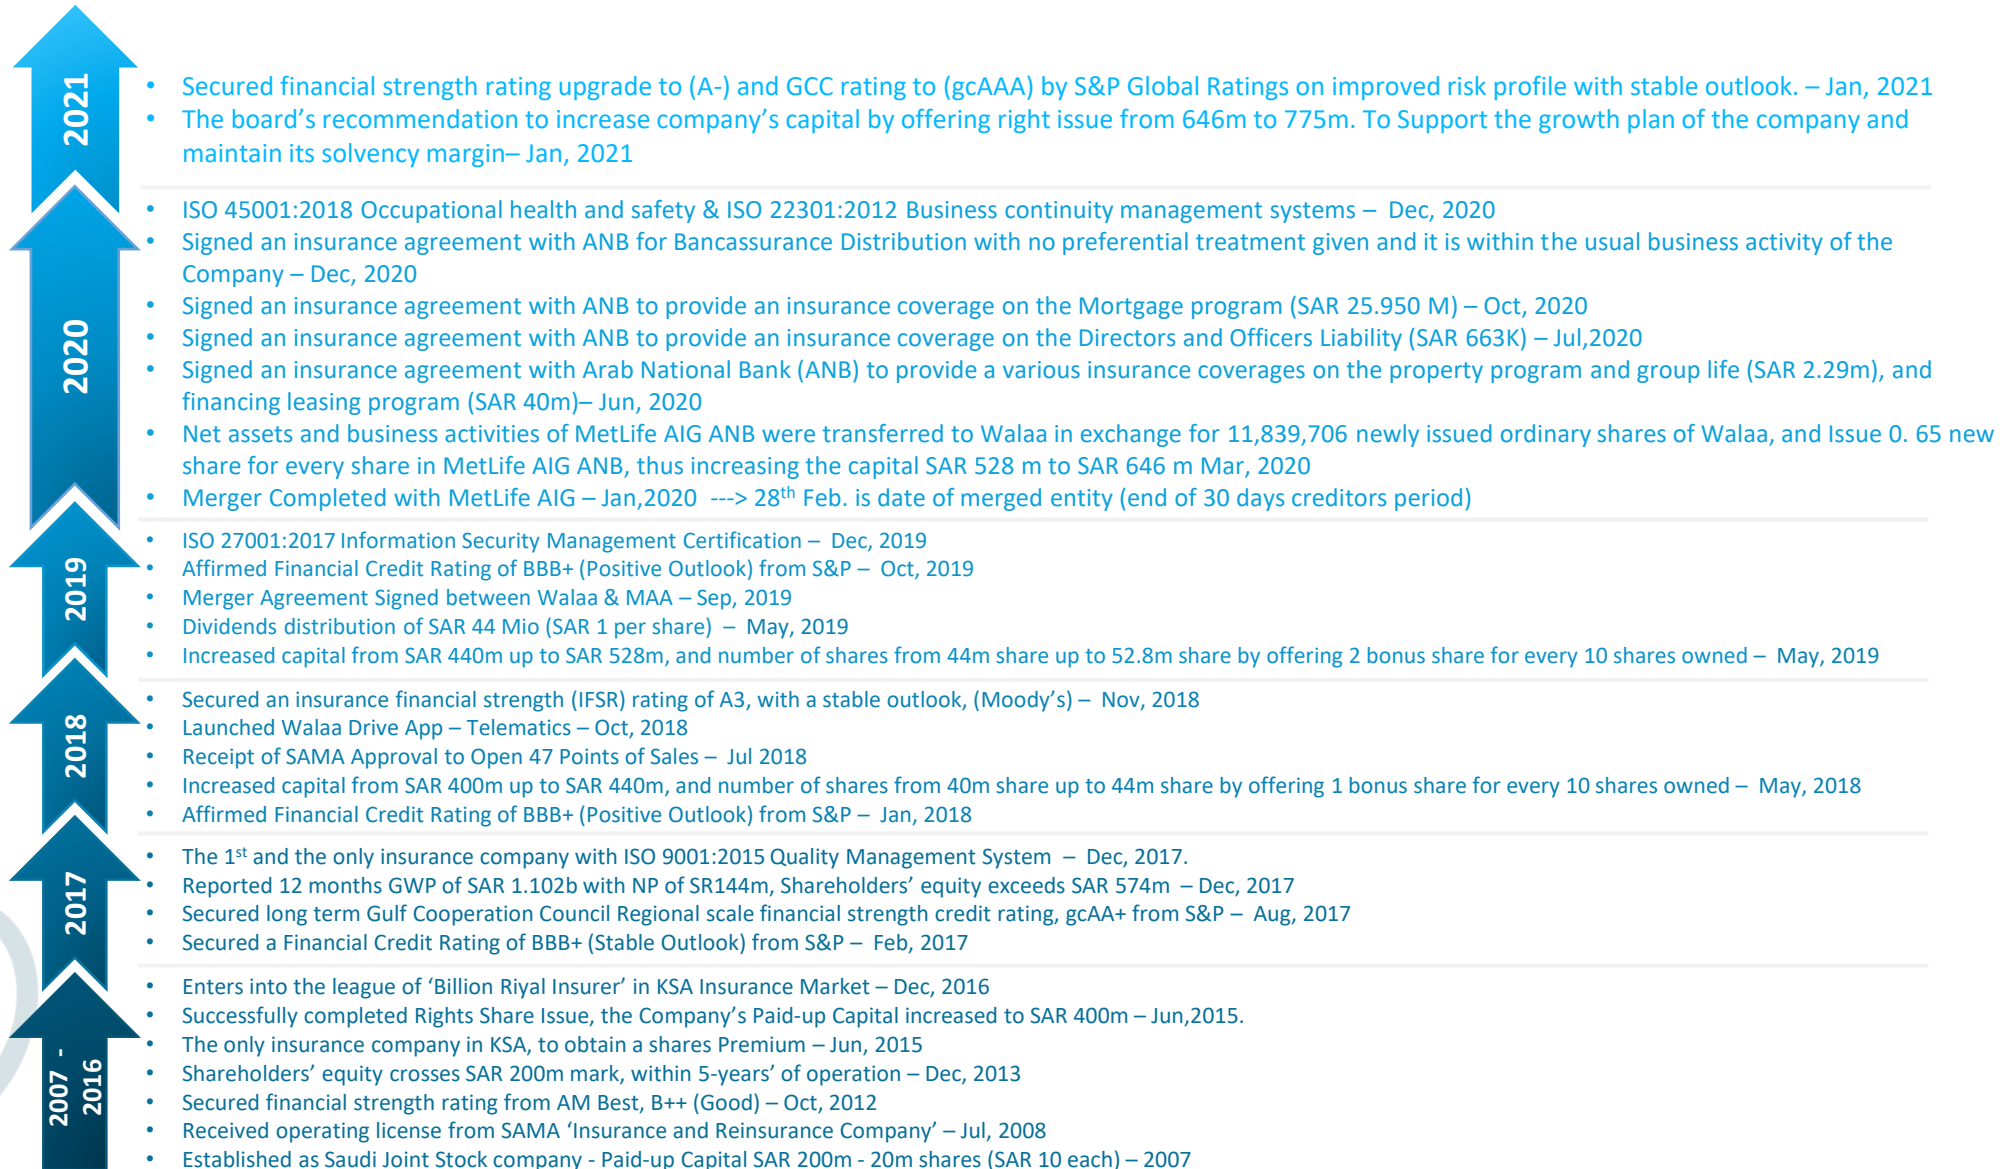 2021
• Secured financial strength rating upgrade to (A-) and GCC rating to (gcAAA) by S&P Global Ratings on improved risk profile with stable outlook. – Jan, 2021
• The board's recommendation to increase company's capital by offering right issue from 646m to 775m. To Support the growth plan of the company and
maintain its solvency margin– Jan, 2021
2020
• ISO 45001:2018 Occupational health and safety & ISO 22301:2012 Business continuity management systems – Dec, 2020
• Signed an insurance agreement with ANB for Bancassurance Distribution with no preferential treatment given and it is within the usual business activity of the
Company – Dec, 2020
• Signed an insurance agreement with ANB to provide an insurance coverage on the Mortgage program (SAR 25.950 M) – Oct, 2020
• Signed an insurance agreement with ANB to provide an insurance coverage on the Directors and Officers Liability (SAR 663K) – Jul,2020
• Signed an insurance agreement with Arab National Bank (ANB) to provide a various insurance coverages on the property program and group life (SAR 2.29m), and
financing leasing program (SAR 40m)– Jun, 2020
• Net assets and business activities of MetLife AIG ANB were transferred to Walaa in exchange for 11,839,706 newly issued ordinary shares of Walaa, and Issue 0. 65 new
share for every share in MetLife AIG ANB, thus increasing the capital SAR 528 m to SAR 646 m Mar, 2020
• Merger Completed with MetLife AIG – Jan,2020 ---> 28th Feb. is date of merged entity (end of 30 days creditors period)
2019
• ISO 27001:2017 Information Security Management Certification – Dec, 2019
• Affirmed Financial Credit Rating of BBB+ (Positive Outlook) from S&P – Oct, 2019
• Merger Agreement Signed between Walaa & MAA – Sep, 2019
• Dividends distribution of SAR 44 Mio (SAR 1 per share) – May, 2019
• Increased capital from SAR 440m up to SAR 528m, and number of shares from 44m share up to 52.8m share by offering 2 bonus share for every 10 shares owned – May, 2019
2018
• Secured an insurance financial strength (IFSR) rating of A3, with a stable outlook, (Moody's) – Nov, 2018
• Launched Walaa Drive App – Telematics – Oct, 2018
• Receipt of SAMA Approval to Open 47 Points of Sales – Jul 2018
• Increased capital from SAR 400m up to SAR 440m, and number of shares from 40m share up to 44m share by offering 1 bonus share for every 10 shares owned – May, 2018
• Affirmed Financial Credit Rating of BBB+ (Positive Outlook) from S&P – Jan, 2018
2017
• The 1st and the only insurance company with ISO 9001:2015 Quality Management System – Dec, 2017.
• Reported 12 months GWP of SAR 1.102b with NP of SR144m, Shareholders' equity exceeds SAR 574m – Dec, 2017
• Secured long term Gulf Cooperation Council Regional scale financial strength credit rating, gcAA+ from S&P – Aug, 2017
• Secured a Financial Credit Rating of BBB+ (Stable Outlook) from S&P – Feb, 2017
2007 -
2016
• Enters into the league of 'Billion Riyal Insurer' in KSA Insurance Market – Dec, 2016
• Successfully completed Rights Share Issue, the Company's Paid-up Capital increased to SAR 400m – Jun,2015.
• The only insurance company in KSA, to obtain a shares Premium – Jun, 2015
• Shareholders' equity crosses SAR 200m mark, within 5-years' of operation – Dec, 2013
• Secured financial strength rating from AM Best, B++ (Good) – Oct, 2012
• Received operating license from SAMA 'Insurance and Reinsurance Company' – Jul, 2008
• Established as Saudi Joint Stock company - Paid-up Capital SAR 200m - 20m shares (SAR 10 each) – 2007